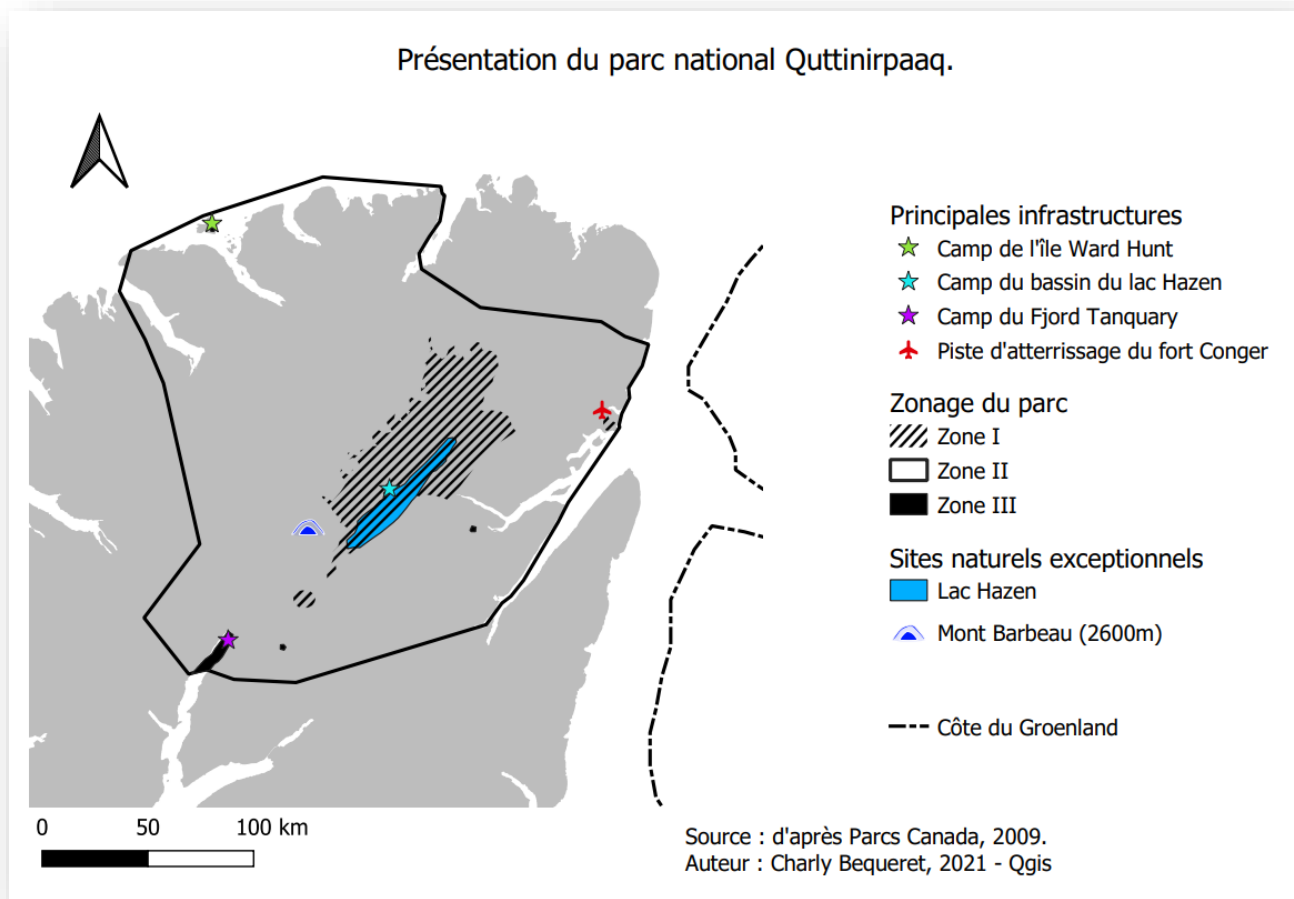 Présentation du parc national Quttinirpaaq.
Principales infrastructures
Camp de l'île Ward Hunt
Camp du bassin du lac Hazen
Camp du Fjord Tanquary
Piste d'atterrissage du fort Conger
Zonage du parc
Zone I
Zone II
Zone III
Sites naturels exceptionnels
Lac Hazen
Mont Barbeau (2600m)
Côte du Groenland
0 50 100 km
Source : d'après Parcs Canada, 2009.
Auteur : Charly Bequeret, 2021 - Qgis